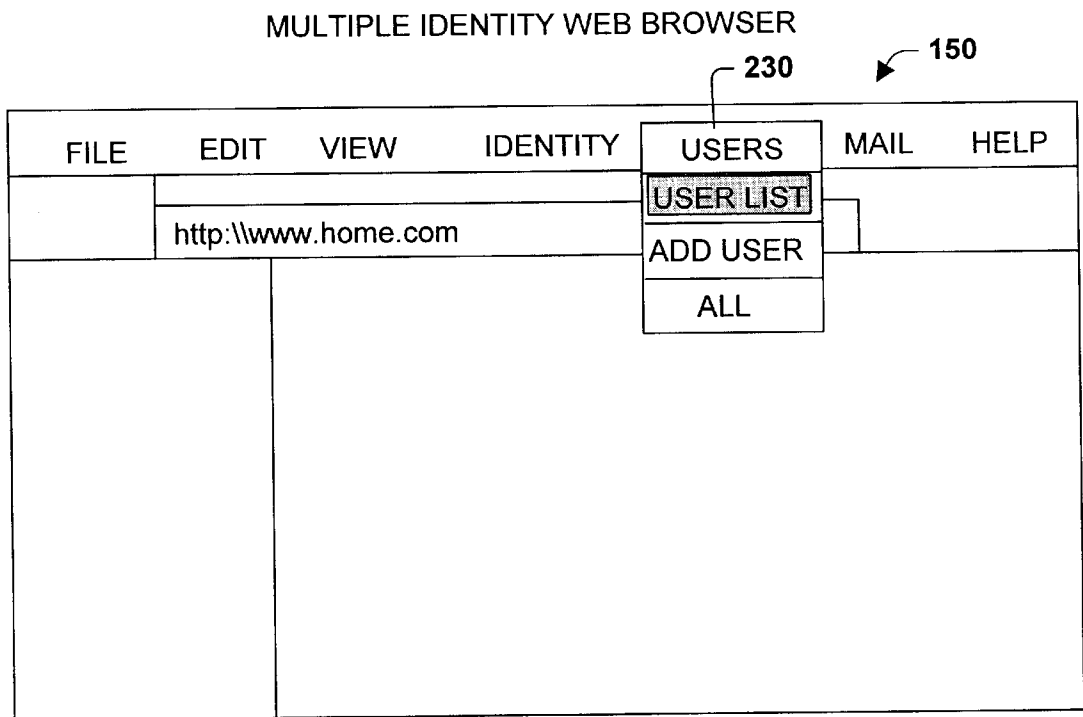 MULTIPLE IDENTITY WEB BROWSER
150
230
FILE EDIT VIEW IDENTITY USERS MAIL HELP
USER LIST
http:\\www.home.com
ADD USER
ALL